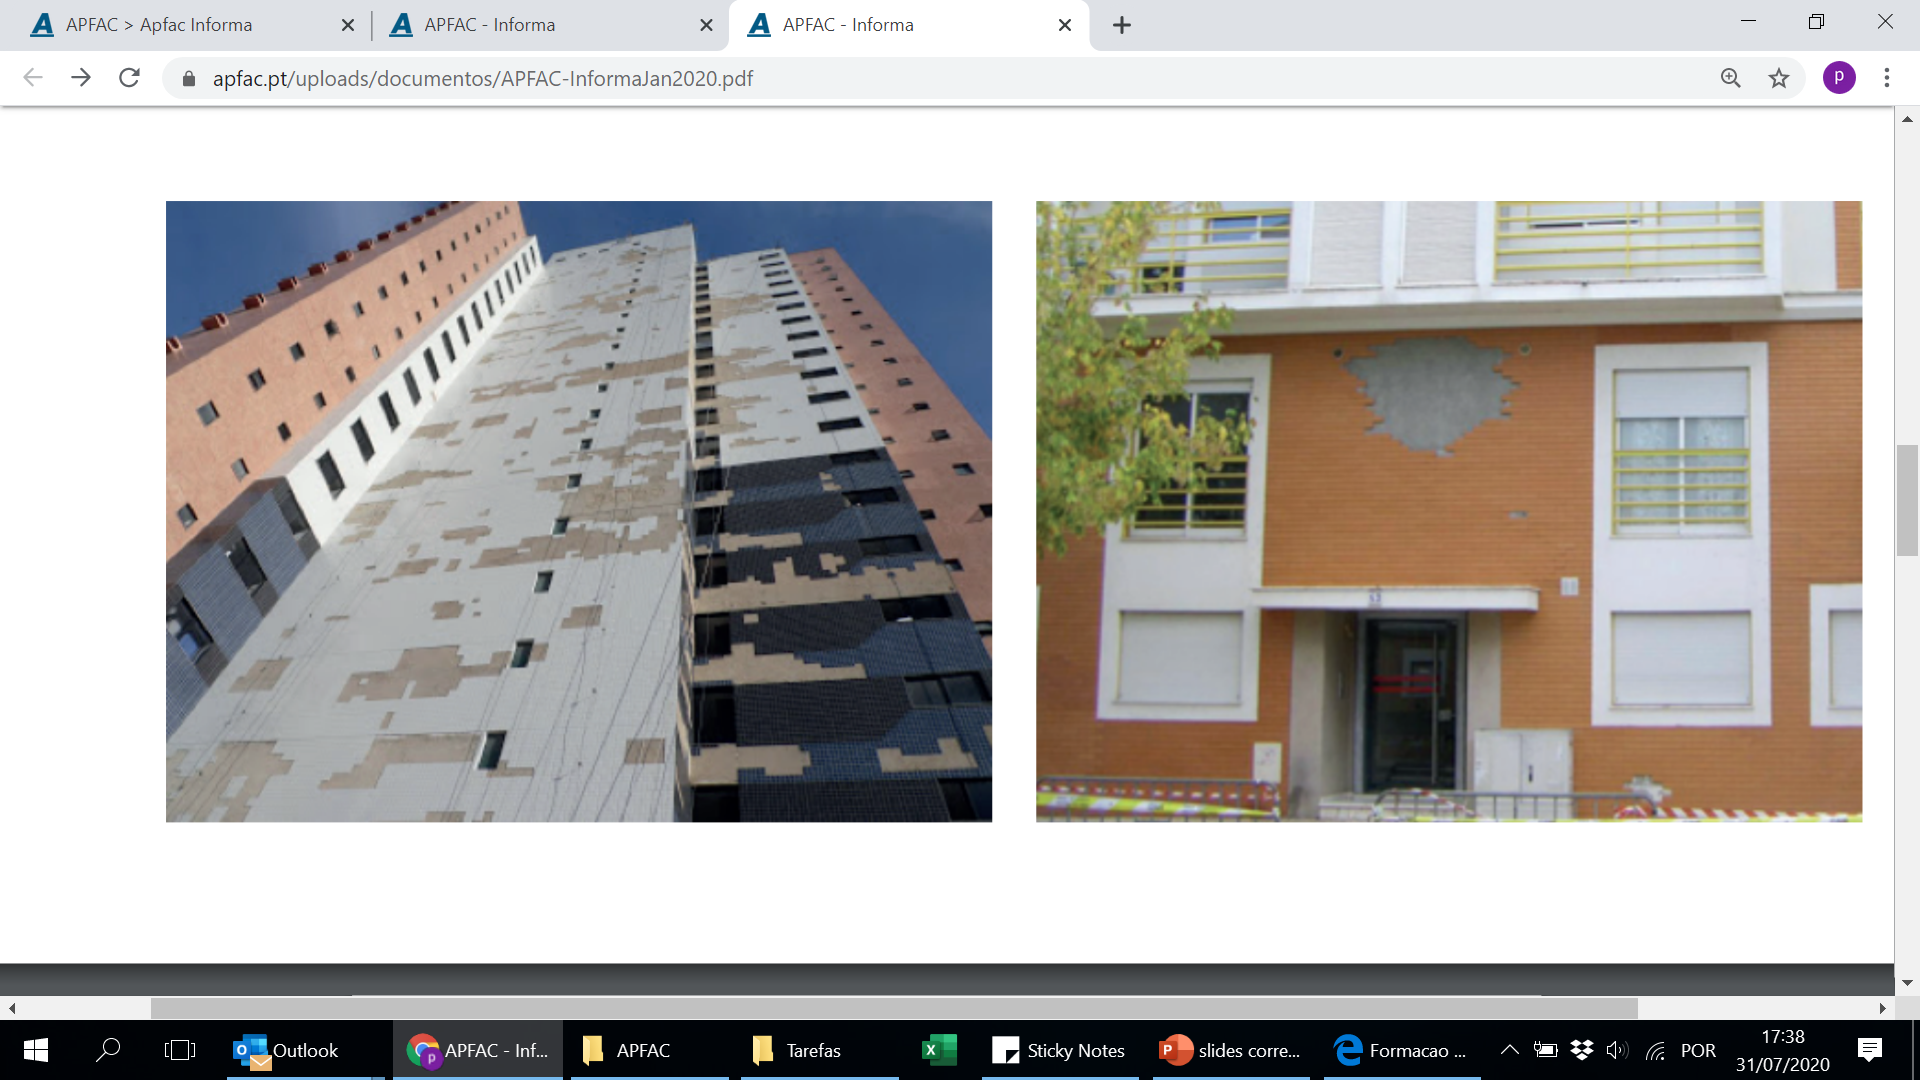 APFAC > Apfac Informa
APFAC - Informa
APFAC - Informa
apfac.pt/uploads/documentos/APFAC-InformaJan2020.pdf
p
Outlook
p
APFAC - Inf...
APFAC
Tarefas
Sticky Notes
slides corre...
Formacao ...
POR
17:38
31/07/2020